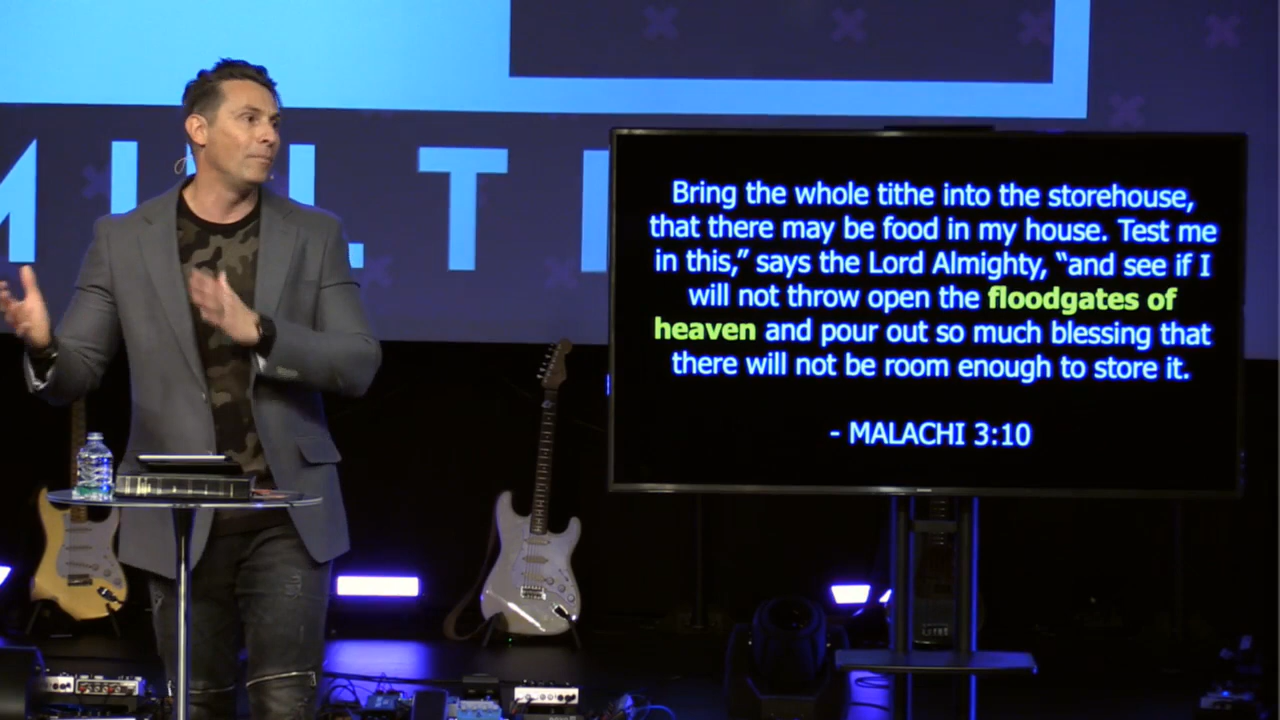 MULTI
Bring the whole tithe into the storehouse,
that there may be food in my house. Test me
in this,” says the Lord Almighty, “and see if I
will not throw open the floodgates of
heaven and pour out so much blessing that
there will not be room enough to store it.
- MALACHI 3:10